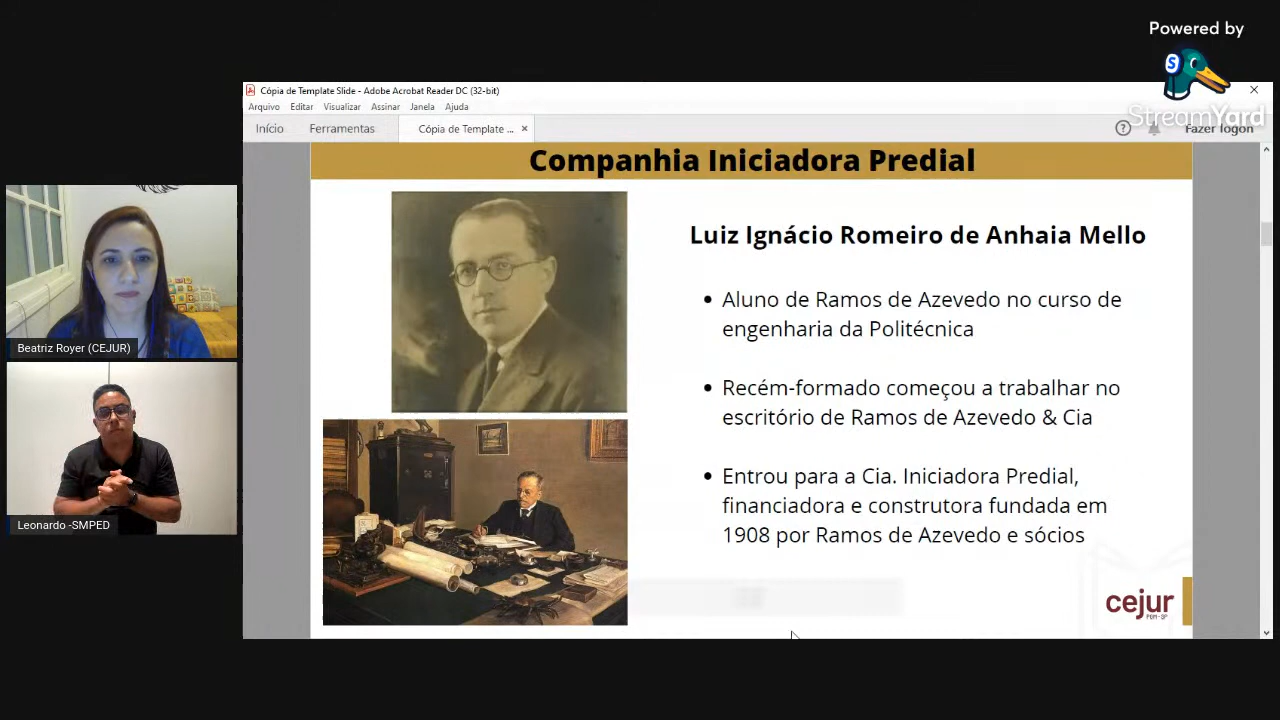 Powered by
StreamYard
Cópia de Template Slide - Adobe Acrobat Reader DC (32-bit)
Arquivo Editar Visualizar Assinar Janela Ajuda
Início Ferramentas Cópia de Template ... × Fazer logon
Companhia Iniciadora Predial
Luiz Ignácio Romeiro de Anhaia Mello
• Aluno de Ramos de Azevedo no curso de
engenharia da Politécnica
• Recém-formado começou a trabalhar no
escritório de Ramos de Azevedo & Cia
• Entrou para a Cia. Iniciadora Predial,
financiadora e construtora fundada em
1908 por Ramos de Azevedo e sócios
cejur
PGM-SP
Beatriz Royer (CEJUR)
Leonardo -SMPED